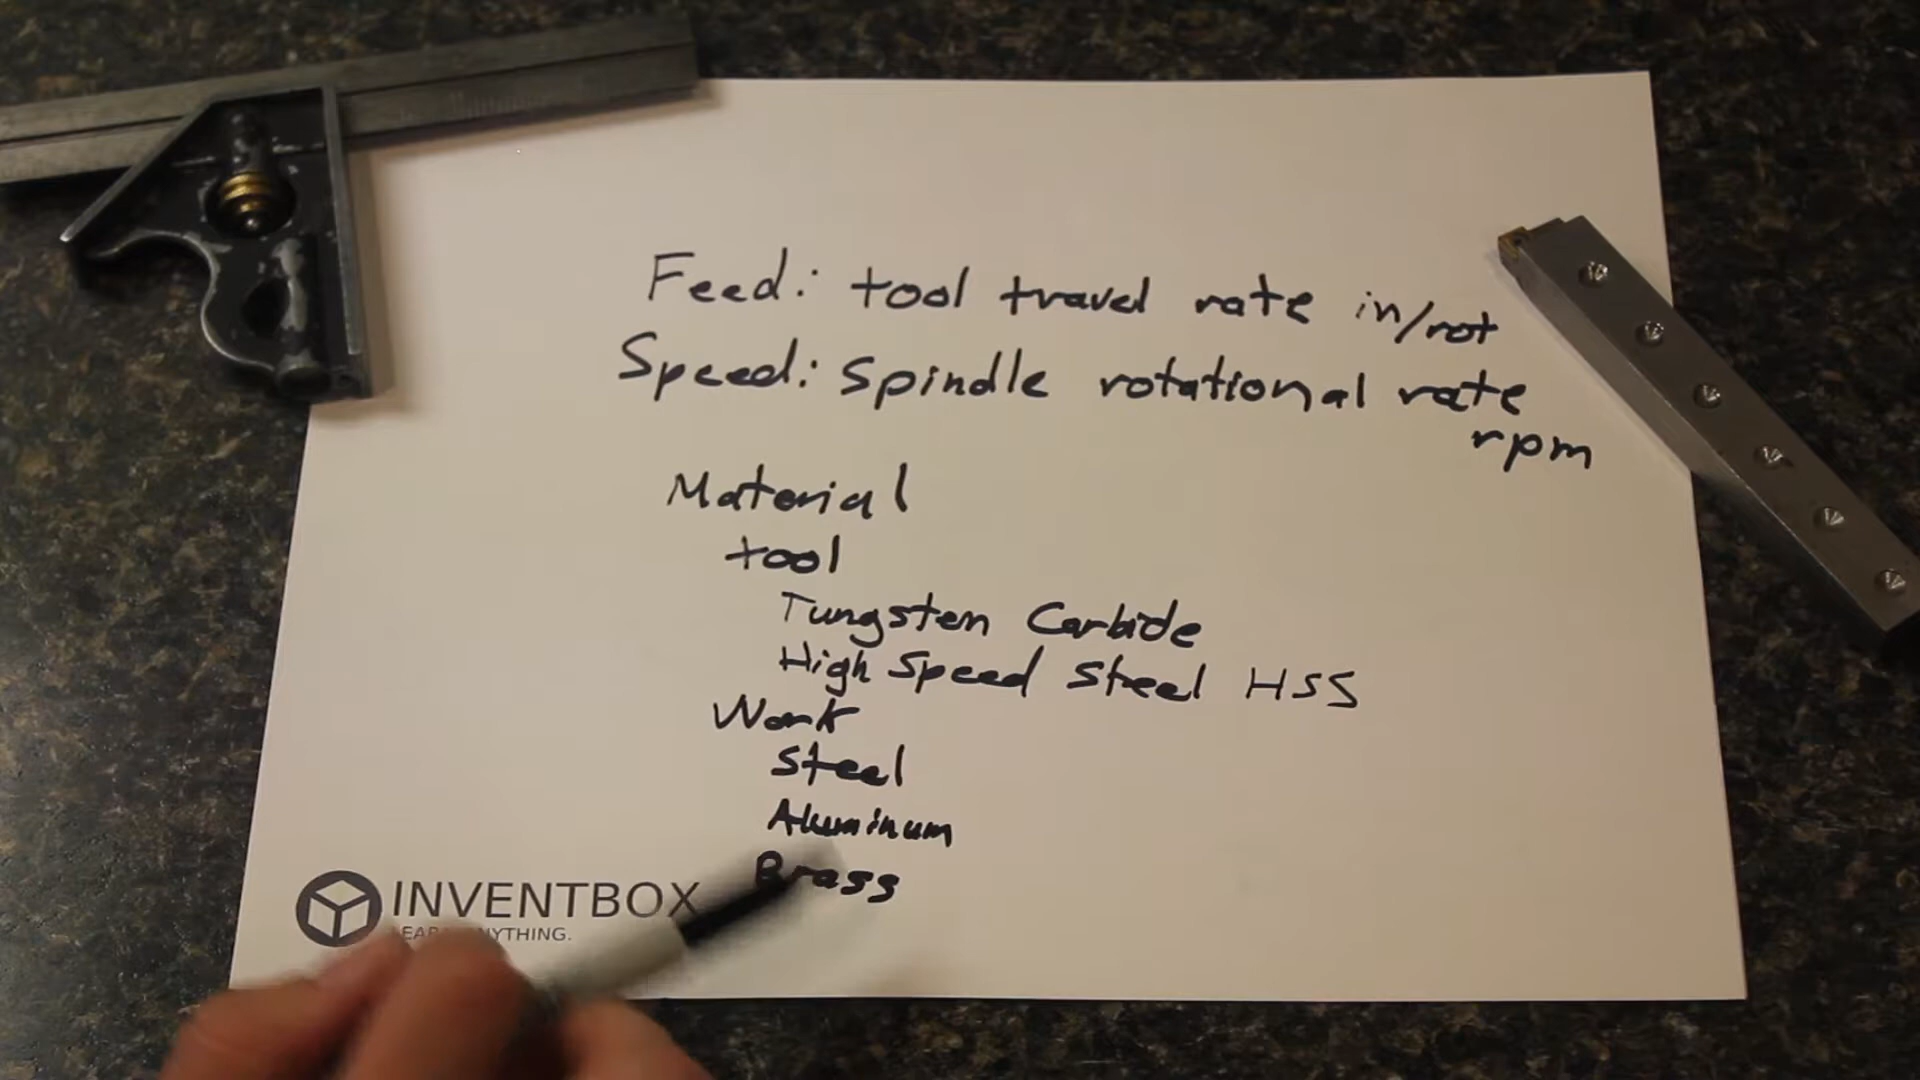 Feed: tool travel rate in/rot
Speed: Spindle rotational rate
rpm
Material
tool
Tungsten Carbide
High Speed Steel HSS
Work
Steel
Aluminum
Brass
INVENTBOX